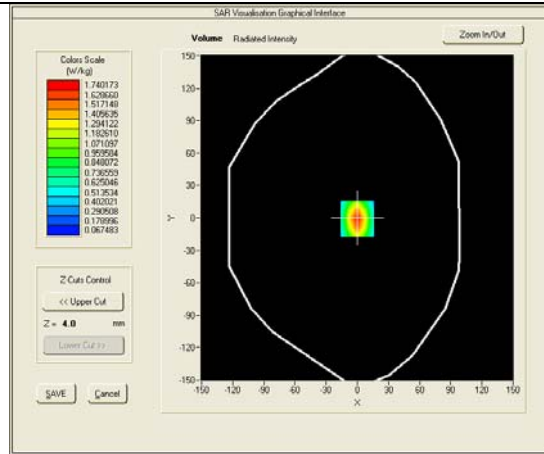 SAR Visualisation Graphical Interface
Volume Radiated Intensity
Zoom In/Out
Colors Scale
(W/kg)
1.740173
1.628660
1.517148
1.405635
1.294122
1.182610
1.071097
0.959584
0.848072
0.736559
0.625046
0.513534
0.402021
0.290508
0.178996
0.067483
Z Cuts Control
<< Upper Cut
Z = 4.0 mm
Lower Cut >>
SAVE Cancel
150-
120-
90-
60-
30-
0-
-30-
-60-
-90-
-120-
-150-
Y
-150 -120 -90 -60 -30 0 30 60 90 120 150
X